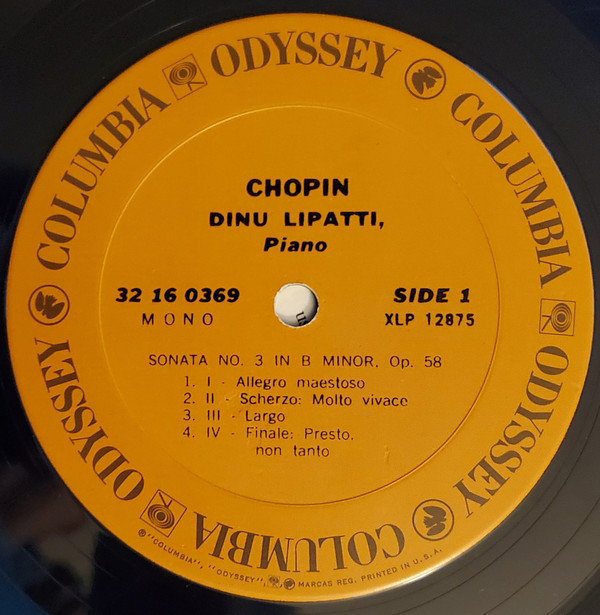 COLUMBIA ODYSSEY COLUMBIA ODYSSEY COLUMBIA ODYSSEY
CHOPIN
DINU LIPATTI,
Piano
32 16 0369
SIDE 1
MONO
XLP 12875
SONATA NO. 3 IN B MINOR, Op. 58
1. I - Allegro maestoso
2. II - Scherzo: Molto vivace
3. III - Largo
4. IV - Finale: Presto,
non tanto
® "COLUMBIA", "ODYSSEY", MARCAS REG. PRINTED IN U.S.A.